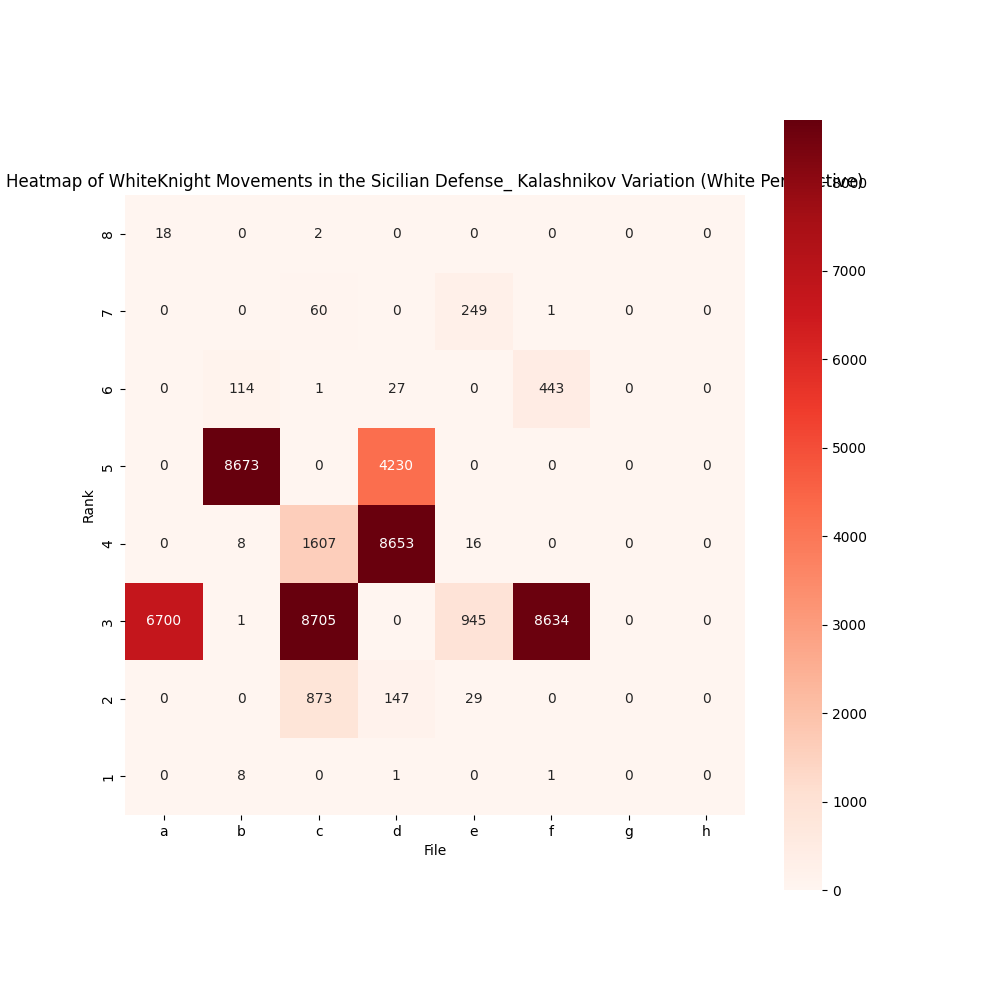 Heatmap of WhiteKnight Movements in the Sicilian Defense_ Kalashnikov Variation (White
8000
8 18 0 2 0 0 0 0 0
7000
7 0 0 60 0 249 1 0 0
6000
6 0 114 1 27 0 443 0 0
5000
5 0 8673 0 4230 0 0 0 0
Rank
4000
4 0 8 1607 8653 16 0 0 0
3000
3 6700 1 8705 0 945 8634 0 0
2000
2 0 0 873 147 29 0 0 0
1000
1 0 8 0 1 0 1 0 0
a b c d e f g h
File
0